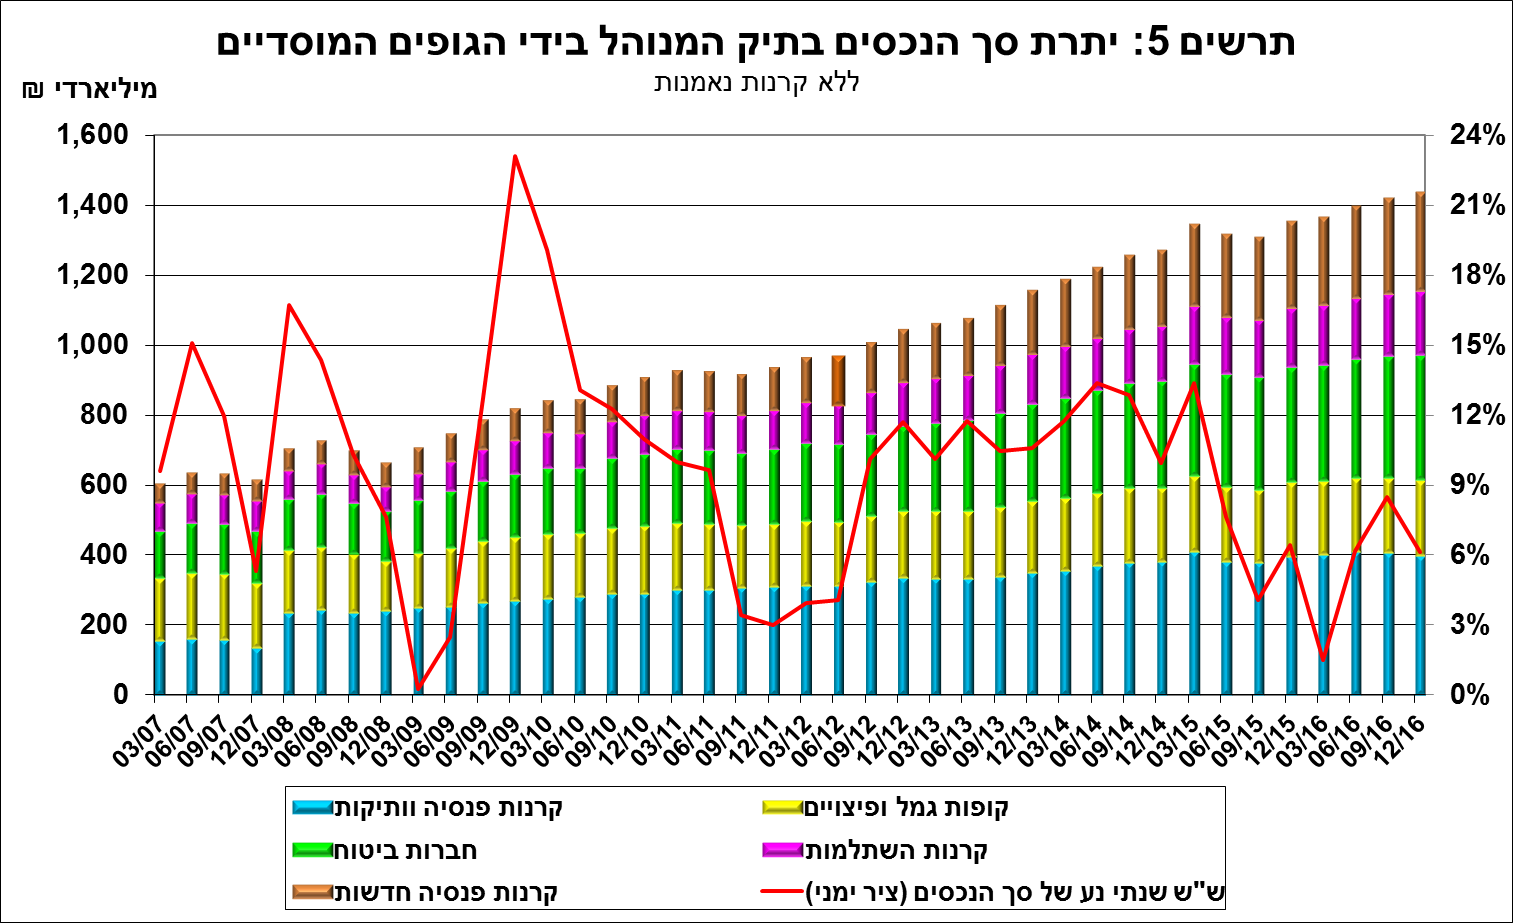 תרשים 5: יתרת סך הנכסים בתיק המנוהל בידי הגופים המוסדיים
ללא קרנות נאמנות
מיליארדי ₪
1,600
1,400
1,200
1,000
800
600
400
200
0
24%
21%
18%
15%
12%
9%
6%
3%
0%
03/07 06/07 09/07 12/07 03/08 06/08 09/08 12/08 03/09 06/09 09/09 12/09 03/10 06/10 09/10 12/10 03/11 06/11 09/11 12/11 03/12 06/12 09/12 12/12 03/13 06/13 09/13 12/13 03/14 06/14 09/14 12/14 03/15 06/15 09/15 12/15 03/16 06/16 09/16 12/16
קרנות פנסיה וותיקות
קופות גמל ופיצויים
חברות ביטוח
קרנות השתלמות
קרנות פנסיה חדשות
ש"ש שנתי נע של סך הנכסים (ציר ימני)